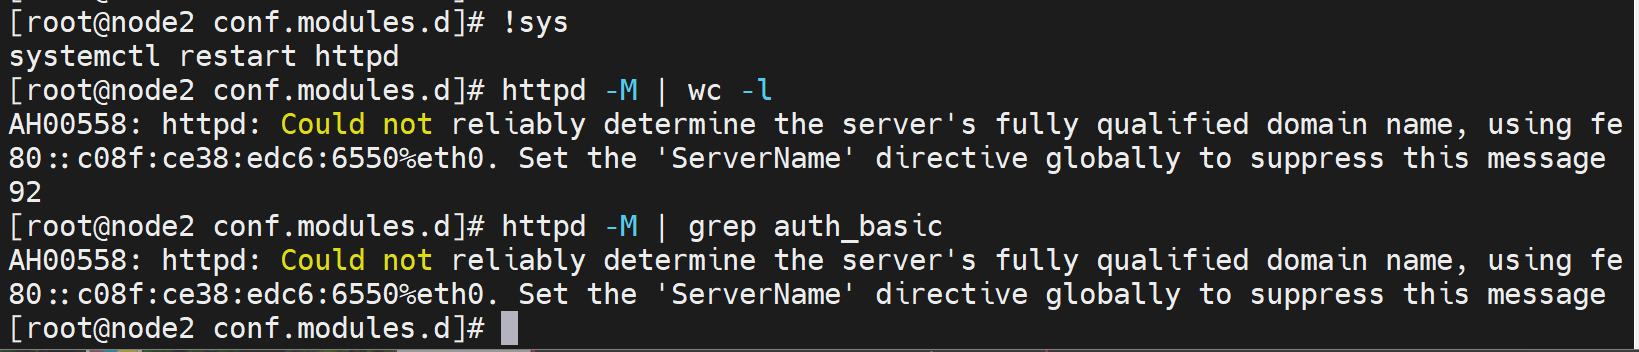 [root@node2 conf.modules.d]# !sys
systemctl restart httpd
[root@node2 conf.modules.d]# httpd -M | wc -l
AH00558: httpd: Could not reliably determine the server's fully qualified domain name, using fe
80::c08f:ce38:edc6:6550%eth0. Set the 'ServerName' directive globally to suppress this message
92
[root@node2 conf.modules.d]# httpd -M | grep auth_basic
AH00558: httpd: Could not reliably determine the server's fully qualified domain name, using fe
80::c08f:ce38:edc6:6550%eth0. Set the 'ServerName' directive globally to suppress this message
[root@node2 conf.modules.d]#